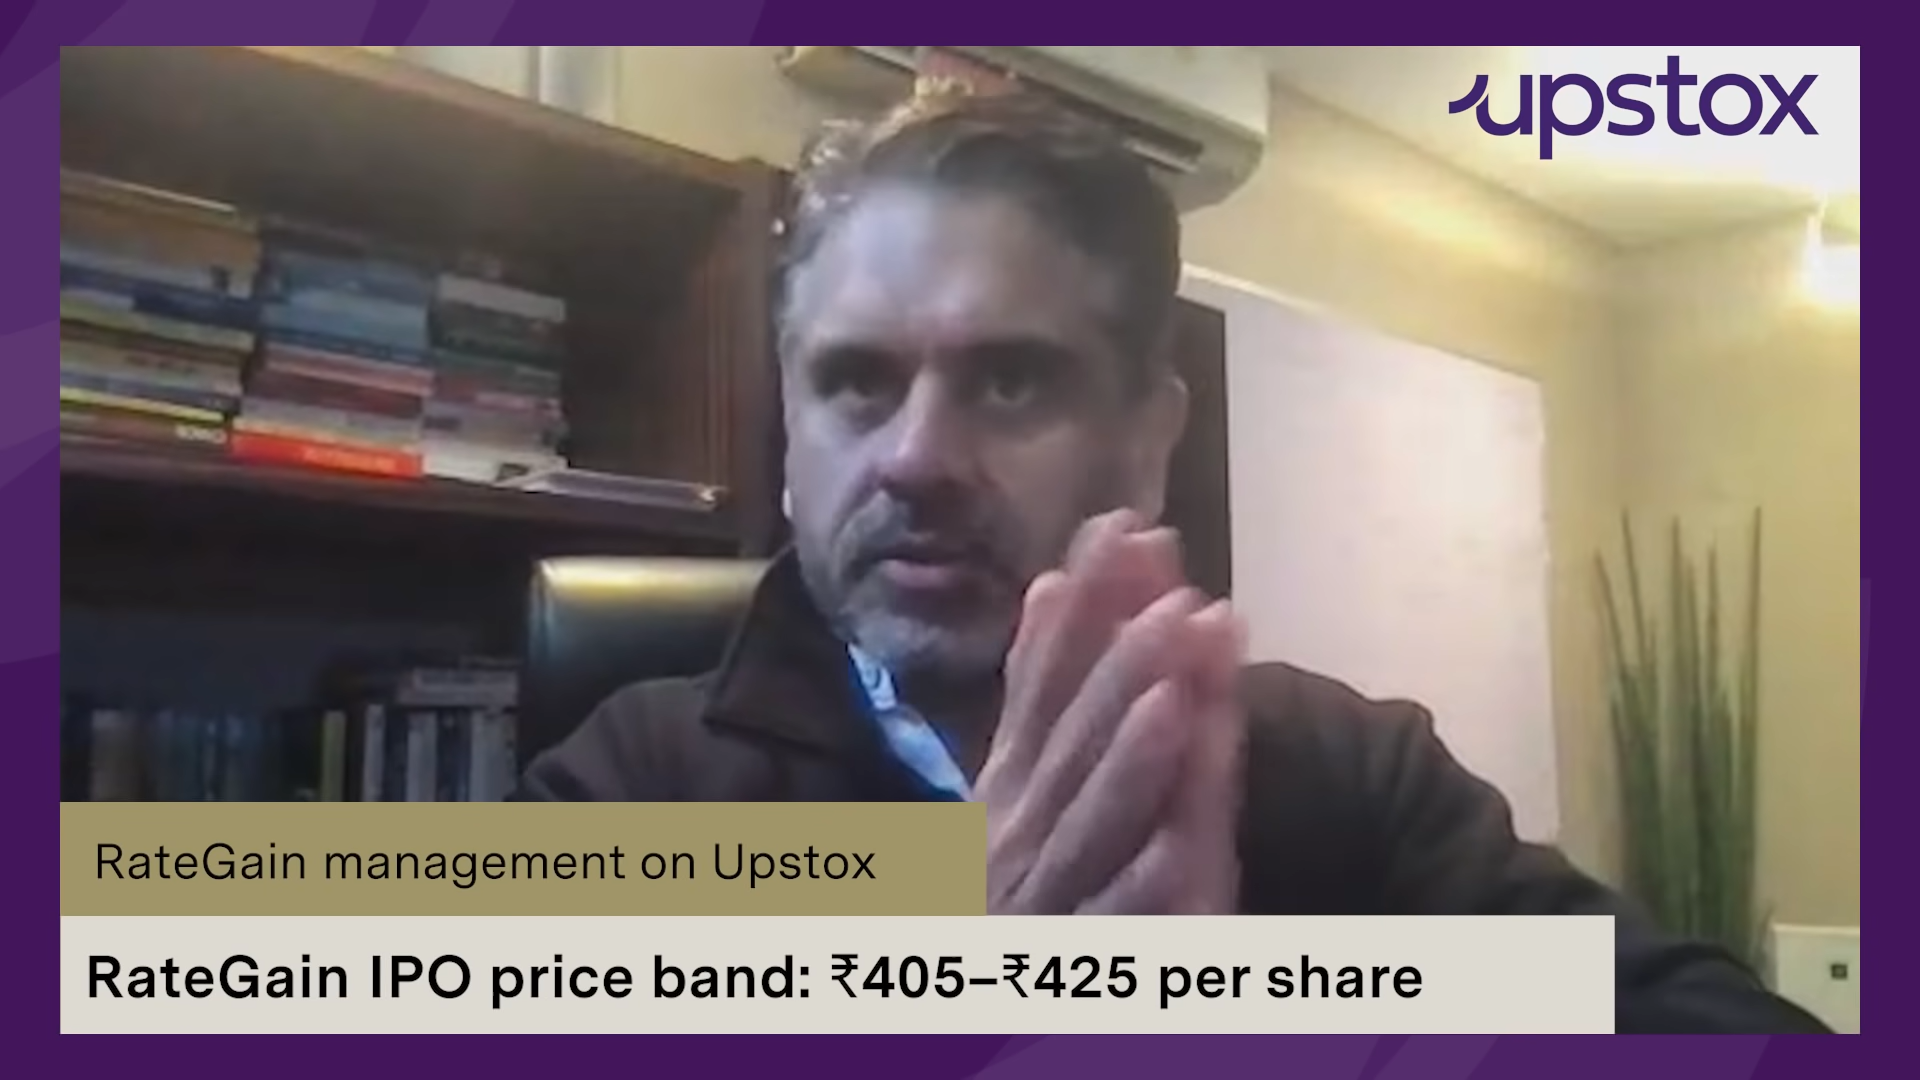 upstox
RateGain management on Upstox
RateGain IPO price band: ₹405–₹425 per share